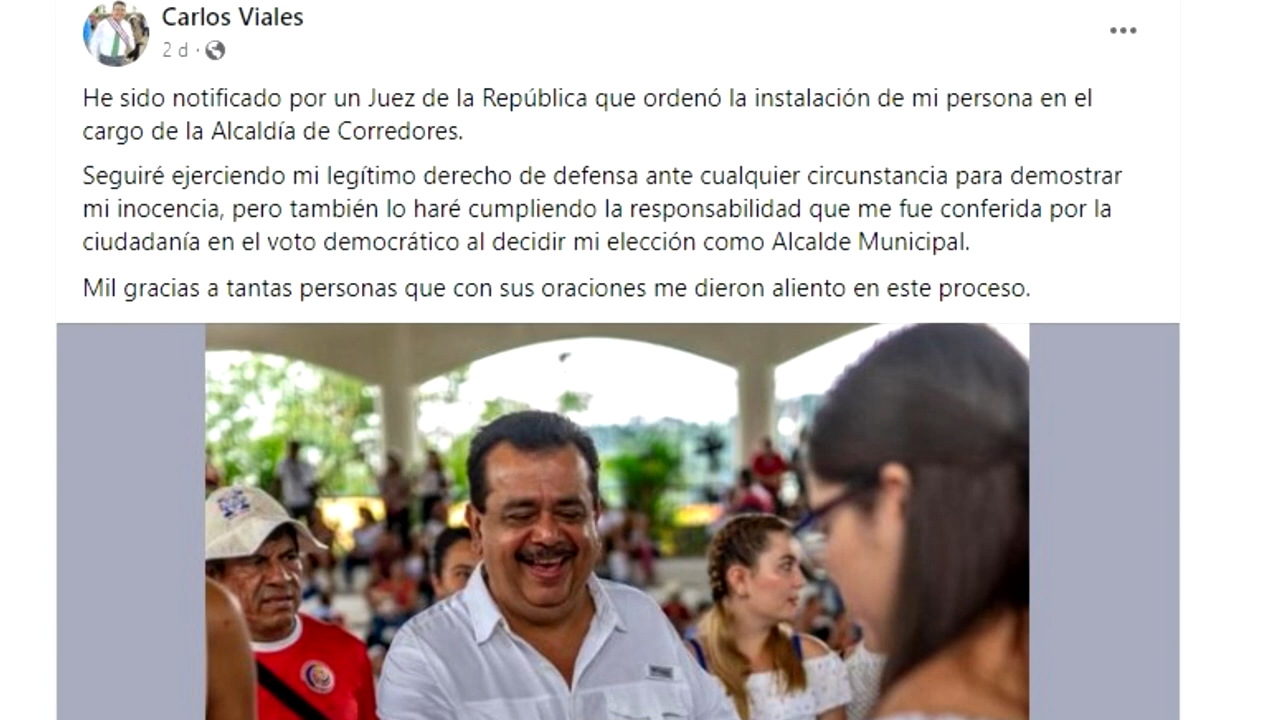 Carlos Viales
2 d ·
He sido notificado por un Juez de la República que ordenó la instalación de mi persona en el
cargo de la Alcaldía de Corredores.
Seguiré ejerciendo mi legítimo derecho de defensa ante cualquier circunstancia para demostrar
mi inocencia, pero también lo haré cumpliendo la responsabilidad que me fue conferida por la
ciudadanía en el voto democrático al decidir mi elección como Alcalde Municipal.
Mil gracias a tantas personas que con sus oraciones me dieron aliento en este proceso.